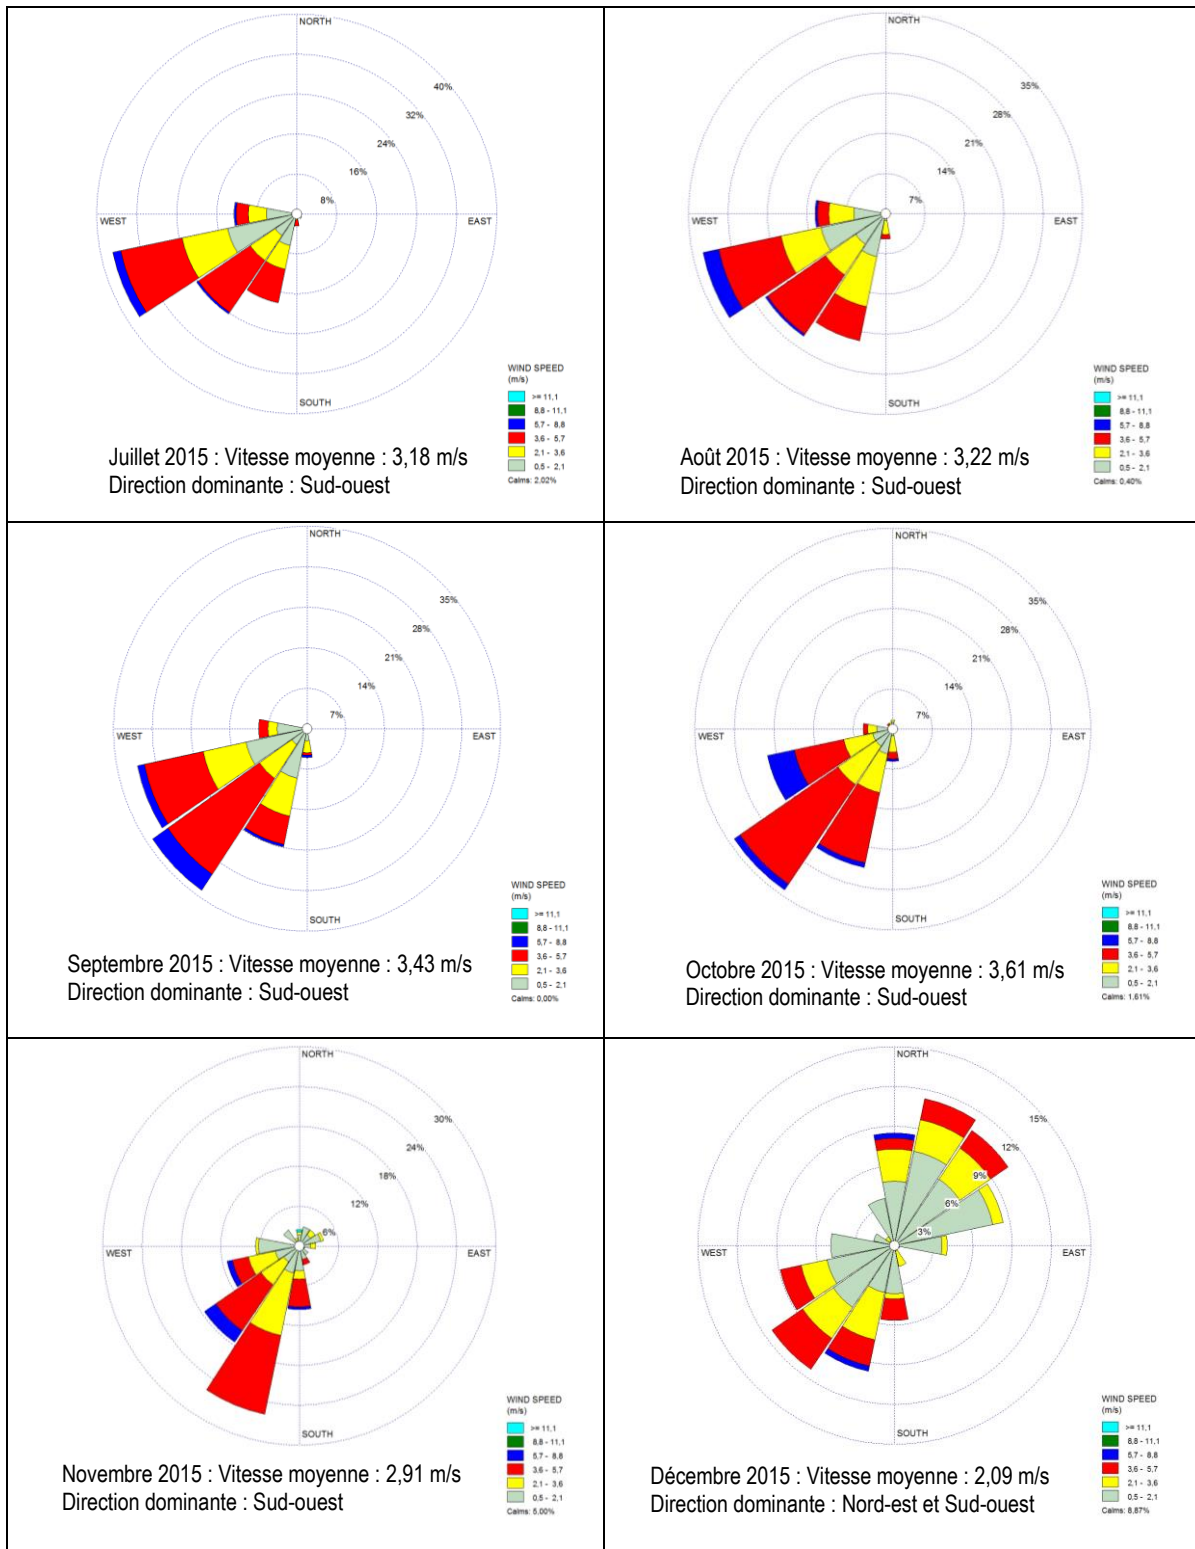 NORTH
40%
32%
24%
16%
8%
WEST
EAST
SOUTH
WIND SPEED
(m/s)
>= 11,1
8,8 - 11,1
5,7 - 8,8
3,6 - 5,7
2,1 - 3,6
0,5 - 2,1
Calms: 2,02%
Juillet 2015 : Vitesse moyenne : 3,18 m/s
Direction dominante : Sud-ouest
NORTH
35%
28%
21%
14%
7%
WEST
EAST
SOUTH
WIND SPEED
(m/s)
>= 11,1
8,8 - 11,1
5,7 - 8,8
3,6 - 5,7
2,1 - 3,6
0,5 - 2,1
Calms: 0,40%
Août 2015 : Vitesse moyenne : 3,22 m/s
Direction dominante : Sud-ouest
NORTH
35%
28%
21%
14%
7%
WEST
EAST
SOUTH
WIND SPEED
(m/s)
>= 11,1
8,8 - 11,1
5,7 - 8,8
3,6 - 5,7
2,1 - 3,6
0,5 - 2,1
Calms: 0,00%
Septembre 2015 : Vitesse moyenne : 3,43 m/s
Direction dominante : Sud-ouest
NORTH
35%
28%
21%
14%
7%
WEST
EAST
SOUTH
WIND SPEED
(m/s)
>= 11,1
8,8 - 11,1
5,7 - 8,8
3,6 - 5,7
2,1 - 3,6
0,5 - 2,1
Calms: 1,61%
Octobre 2015 : Vitesse moyenne : 3,61 m/s
Direction dominante : Sud-ouest
NORTH
30%
24%
18%
12%
6%
WEST
EAST
SOUTH
WIND SPEED
(m/s)
>= 11,1
8,8 - 11,1
5,7 - 8,8
3,6 - 5,7
2,1 - 3,6
0,5 - 2,1
Calms: 5,00%
Novembre 2015 : Vitesse moyenne : 2,91 m/s
Direction dominante : Sud-ouest
NORTH
15%
12%
9%
6%
3%
WEST
EAST
SOUTH
WIND SPEED
(m/s)
>= 11,1
8,8 - 11,1
5,7 - 8,8
3,6 - 5,7
2,1 - 3,6
0,5 - 2,1
Calms: 8,87%
Décembre 2015 : Vitesse moyenne : 2,09 m/s
Direction dominante : Nord-est et Sud-ouest